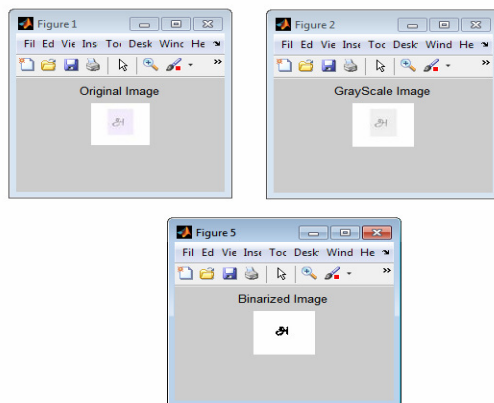 Figure 1
Fil Ed Vie Ins Too Desk Winc He
Original Image
அ
Figure 2
Fil Ed Vie Inse Toc Desk Wind He
GrayScale Image
அ
Figure 5
Fil Ed Vie Inse Toc Desk Wind He
Binarized Image
அ